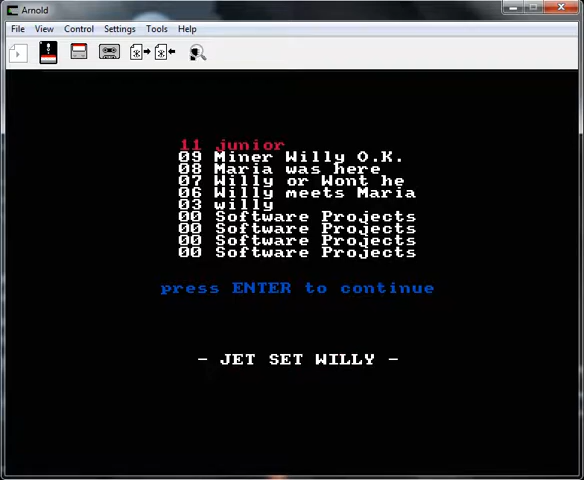 Arnold
File View Control Settings Tools Help
11 junior
09 Miner Willy O.K.
08 Maria was here
07 Willy or Wont he
06 Willy meets Maria
03 willy
00 Software Projects
00 Software Projects
00 Software Projects
00 Software Projects
press ENTER to continue
- JET SET WILLY -